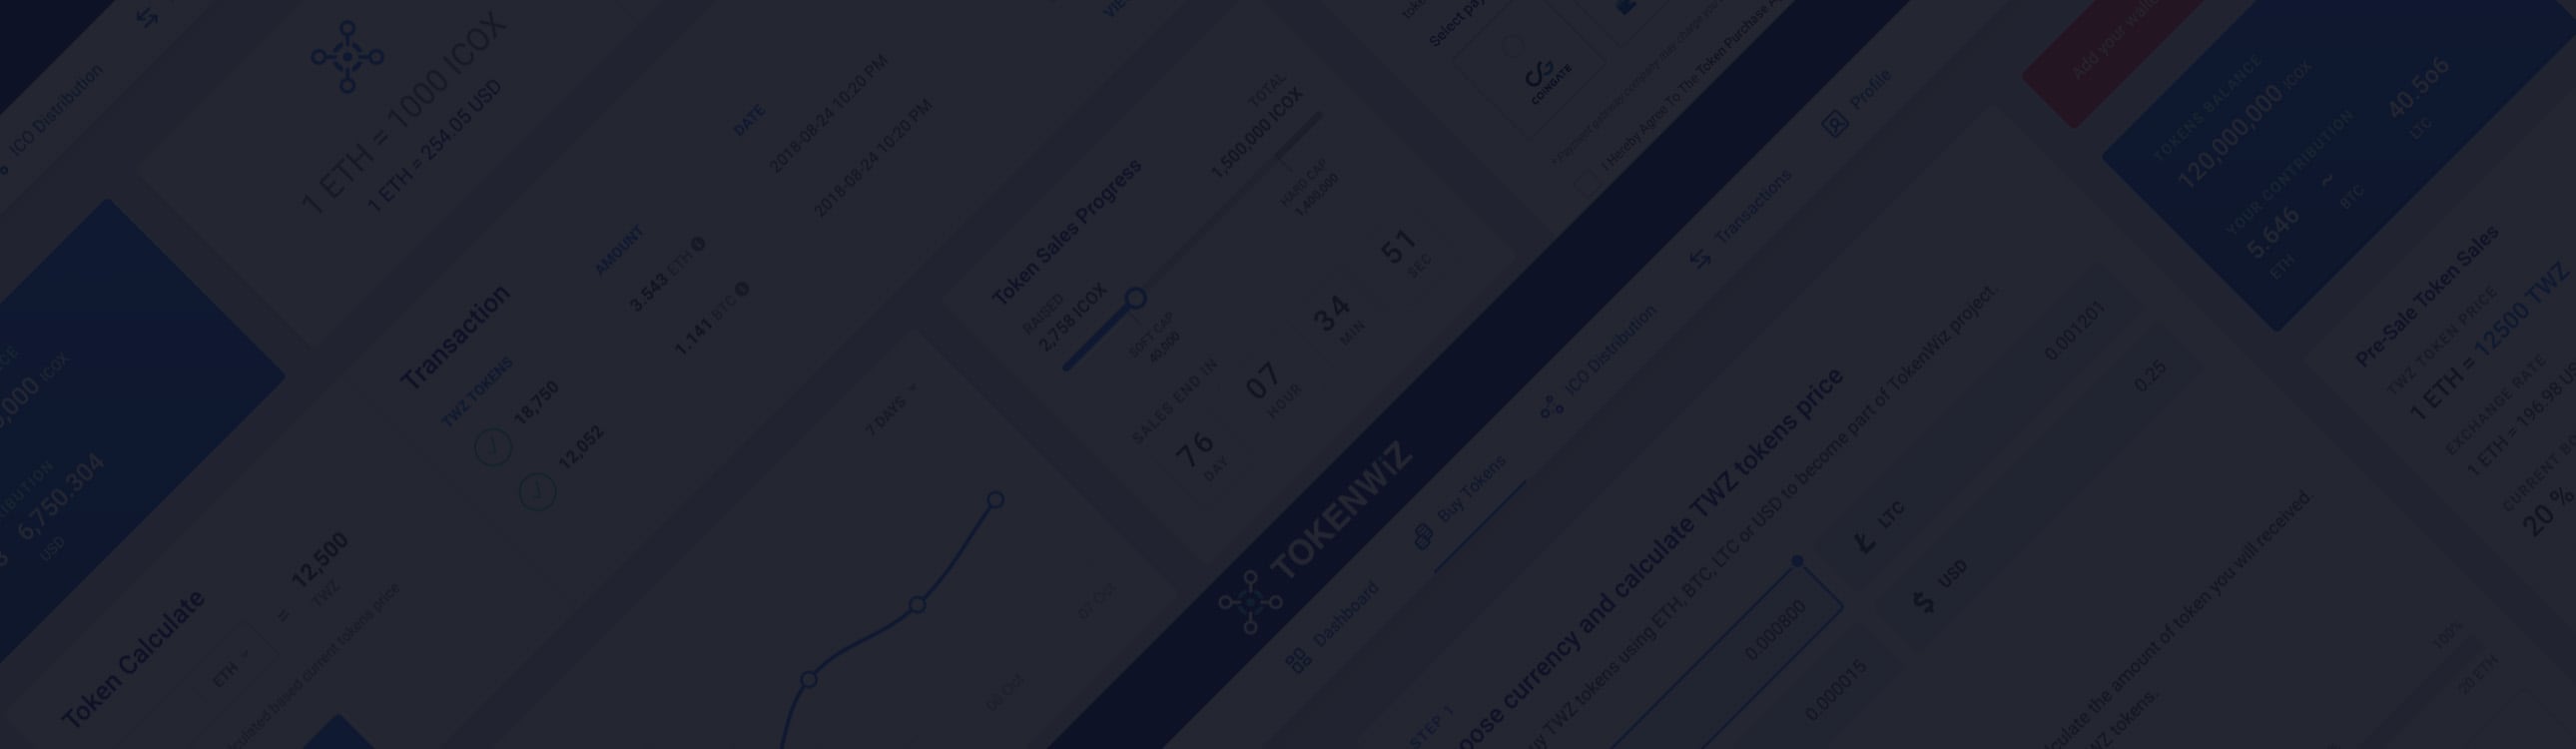 ICO Distribution
1 ETH = 1000 ICOX
1 ETH = 254.05 USD
,000 ICOX
6,750.304
USD
Token Calculate
ETH
=
12,500
TWZ
current tokens price
Transaction
TWZ TOKENS
AMOUNT
DATE
18,750
3.543 ETH
2018-08-24 10:20 PM
12,052
1.141 BTC
2018-08-24 10:20 PM
7 DAYS
Token Sales Progress
RAISED
2,758 ICOX
TOTAL
1,500,000 ICOX
SOFT CAP
40,000
HARD CAP
1,400,000
SALES END IN
76
DAY
07
HOUR
34
MIN
51
SEC
Select
COINGATE
I Hereby Agree To The Token Purchase
TOKENWiZ
Dashboard
Buy Tokens
ICO Distribution
Transactions
Profile
STEP 1
oose currency and calculate TWZ tokens price
TWZ tokens using ETH, BTC, LTC or USD to become part of TokenWiz project.
0.000800
LTC
0.001201
0.000015
USD
0.25
culate the amount of token you will received
WZ tokens.
100%
20 ETH
Add your
TOKENS BALANCE
120,000,000 ICOX
YOUR CONTRIBUTION
5.646
ETH
~
BTC
40.506
LTC
Pre-Sale Token Sales
TWZ TOKEN PRICE
1 ETH = 12500 TWZ
EXCHANGE RATE
1 ETH = 196.98
CURRENT
20 %